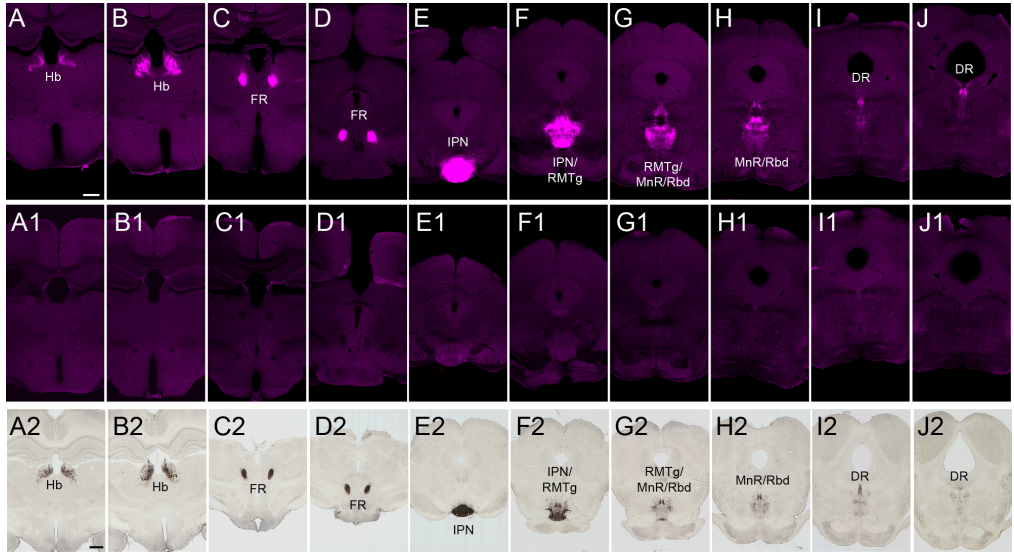 A B C D E F G H I J
Hb Hb FR FR IPN IPN/ RMTg/ MnR/Rbd DR DR
RMTg MnR/Rbd
A1 B1 C1 D1 E1 F1 G1 H1 I1 J1
A2 B2 C2 D2 E2 F2 G2 H2 I2 J2
Hb Hb FR FR IPN IPN/ RMTg/ MnR/Rbd DR DR
RMTg MnR/Rbd